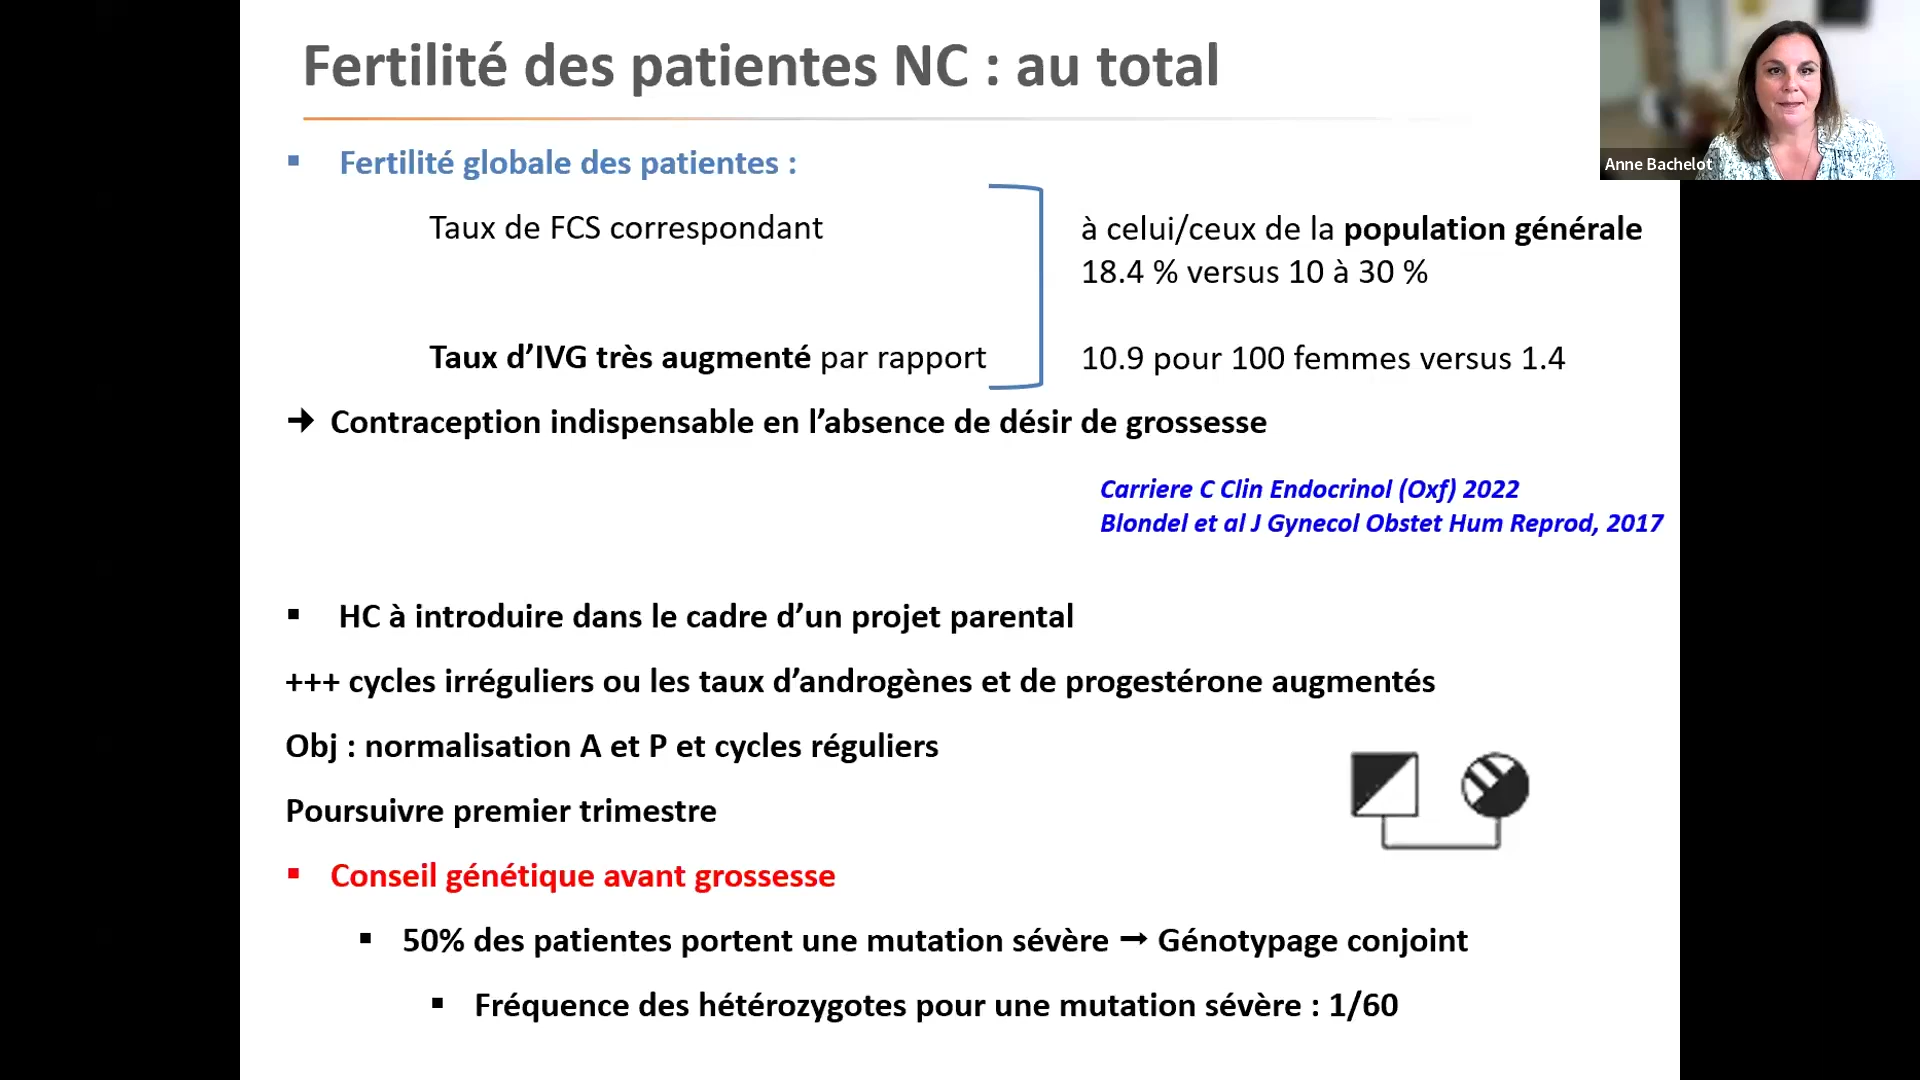 Fertilité des patientes NC : au total
Anne Bachelot
▪ Fertilité globale des patientes :
Taux de FCS correspondant
à celui/ceux de la population générale
18.4 % versus 10 à 30 %
Taux d’IVG très augmenté par rapport
10.9 pour 100 femmes versus 1.4
→ Contraception indispensable en l’absence de désir de grossesse
Carriere C Clin Endocrinol (Oxf) 2022
Blondel et al J Gynecol Obstet Hum Reprod, 2017
▪ HC à introduire dans le cadre d’un projet parental
+++ cycles irréguliers ou les taux d’androgènes et de progestérone augmentés
Obj : normalisation A et P et cycles réguliers
Poursuivre premier trimestre
▪ Conseil génétique avant grossesse
▪ 50% des patientes portent une mutation sévère → Génotypage conjoint
▪ Fréquence des hétérozygotes pour une mutation sévère : 1/60